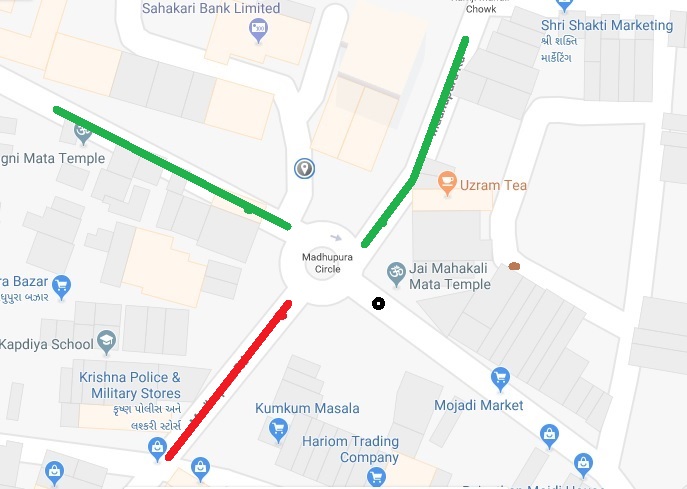 Sahakari Bank Limited
Chowk
Shri Shakti Marketing
શ્રી શક્તિ
માર્કેટિંગ
gni Mata Temple
Uzram Tea
Madhupura
Circle
Jai Mahakali
Mata Temple
ra Bazar
ધુપુરા બઝાર
Kapdiya School
Krishna Police &
Military Stores
કૃષ્ણ પોલીસ અને
લશ્કરી સ્ટોર્સ
Kumkum Masala
Mojadi Market
Hariom Trading
Company